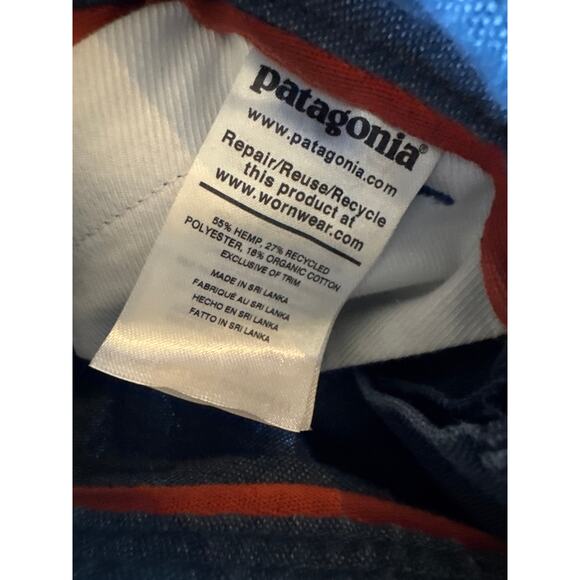 patagonia®
www.patagonia.com
Repair/Reuse/Recycle
this product at
www.wornwear.com
55% HEMP, 27% RECYCLED
POLYESTER, 18% ORGANIC COTTON
EXCLUSIVE OF TRIM
MADE IN SRI LANKA
FABRIQUÉ AU SRI LANKA
HECHO EN SRI LANKA
FATTO IN SRI LANKA